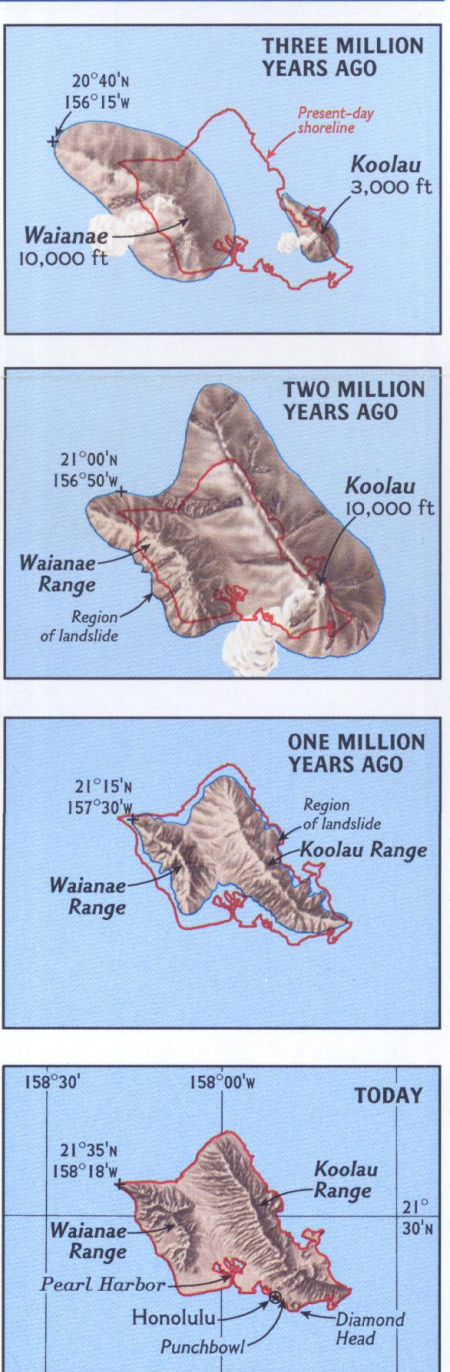 THREE MILLION
YEARS AGO
20°40'N
156°15'W
Present-day
shoreline
Koolau
3,000 ft
Waianae
10,000 ft
TWO MILLION
YEARS AGO
21°00'N
156°50'W
Koolau
10,000 ft
Waianae
Range
Region
of landslide
ONE MILLION
YEARS AGO
21°15'N
157°30'W
Region
of landslide
Koolau Range
Waianae
Range
158°30'
158°00'W
TODAY
21°35'N
158°18'W
Koolau
Range
21°
30'N
Waianae
Range
Pearl Harbor
Honolulu
Diamond
Head
Punchbowl